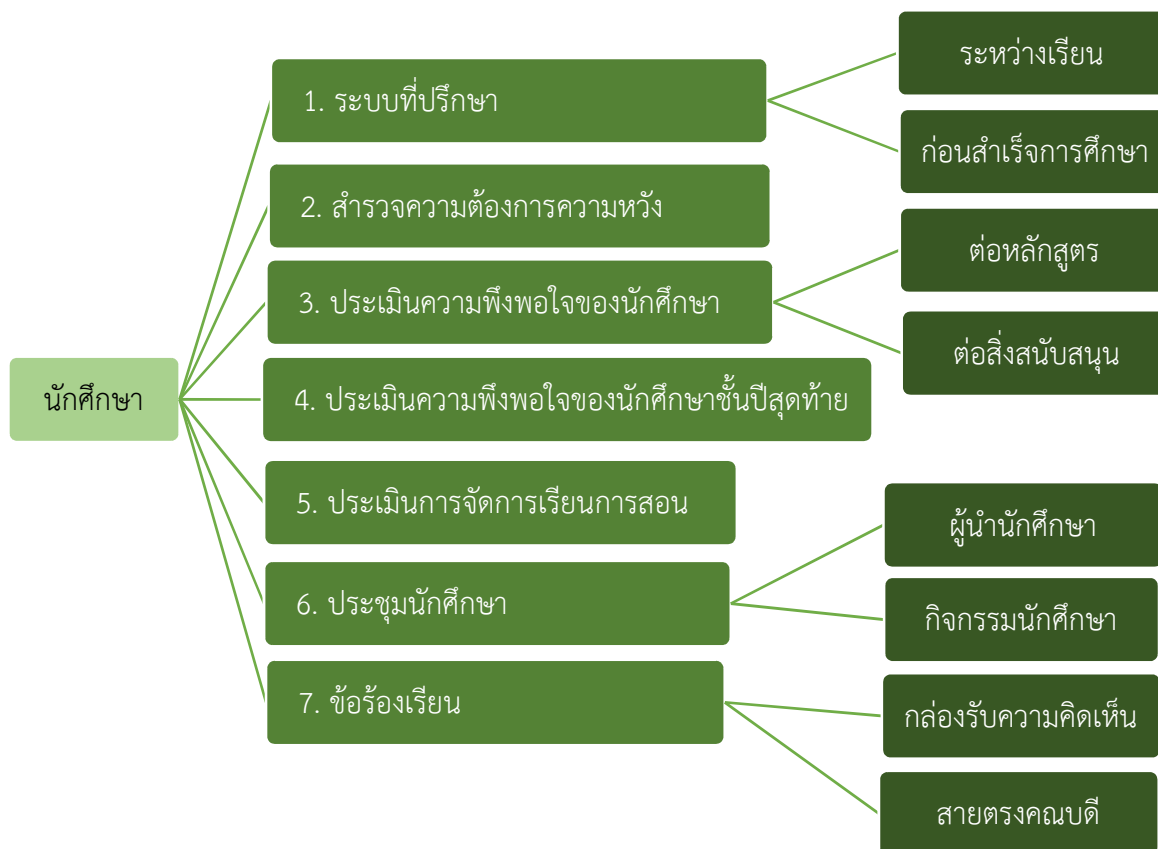 นักศึกษา
1. ระบบที่ปรึกษา
ระหว่างเรียน
ก่อนสำเร็จการศึกษา
2. สำรวจความต้องการความหวัง
3. ประเมินความพึงพอใจของนักศึกษา
ต่อหลักสูตร
ต่อสิ่งสนับสนุน
4. ประเมินความพึงพอใจของนักศึกษาชั้นปีสุดท้าย
5. ประเมินการจัดการเรียนการสอน
6. ประชุมนักศึกษา
ผู้นำนักศึกษา
กิจกรรมนักศึกษา
7. ข้อร้องเรียน
กล่องรับความคิดเห็น
สายตรงคณบดี